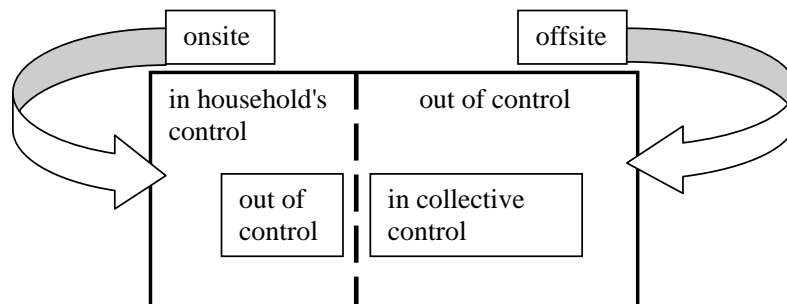 onsite
offsite
in household's
control
out of control
out of
control
in collective
control